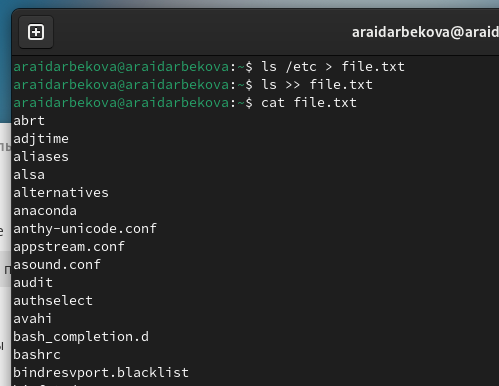 araidarbekova@araid
araidarbekova@araidarbekova:~$ ls /etc > file.txt
araidarbekova@araidarbekova:~$ ls >> file.txt
araidarbekova@araidarbekova:~$ cat file.txt
abrt
adjtime
aliases
alsa
alternatives
anaconda
anthy-unicode.conf
appstream.conf
asound.conf
audit
authselect
avahi
bash_completion.d
bashrc
bindresvport.blacklist